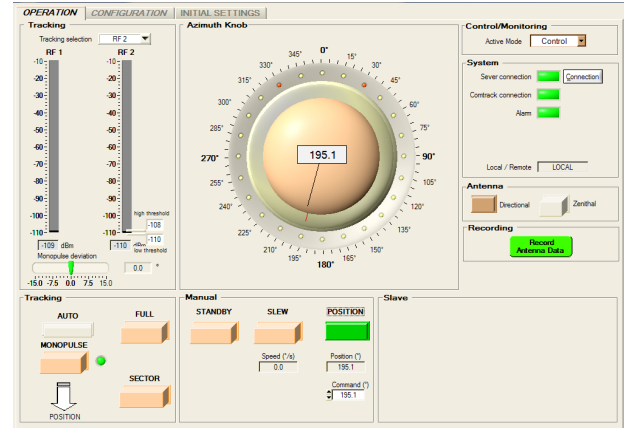 OPERATION CONFIGURATION INITIAL SETTINGS
Tracking
Tracking selection RF 2
RF 1 RF 2
-10 -10
-20 -20
-30 -30
-40 -40
-50 -50
-60 -60
-70 -70
-80 -80
-90 -90
-100 -100
-110 -110
high threshold
-108
-110
low threshold
-109 dBm -110 dBm
Monopulse deviation
0.0 °
-15.0 -7.5 0.0 7.5 15.0
Azimuth Knob
0°
345° 15°
330° 30°
315° 45°
300° 60°
285° 75°
270° 90°
255° 105°
240° 120°
225° 135°
210° 150°
195° 165°
180°
195.1
Control/Monitoring
Active Mode Control
System
Sever connection Connection
Comtrack connection
Alarm
Local / Remote LOCAL
Antenna
Directional Zenithal
Recording
Record
Antenna Data
Tracking
AUTO FULL
MONOPULSE
SECTOR
POSITION
Manual
STANDBY SLEW POSITION
Speed (°/s) Position (°)
0.0 195.1
Command (°)
195.1
Slave